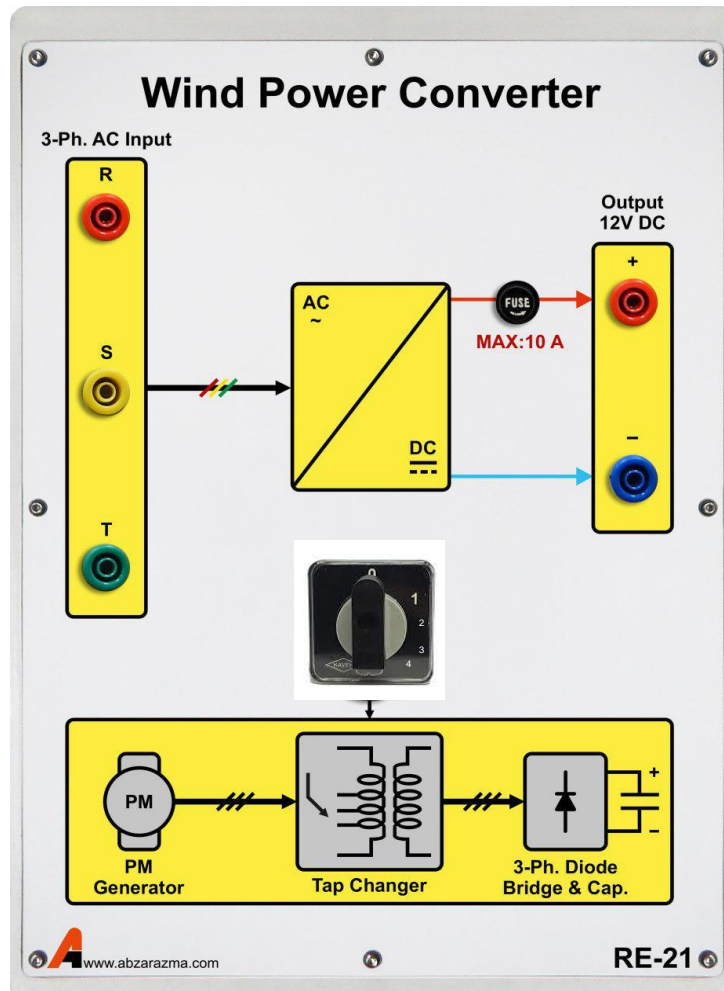 Wind Power Converter
3-Ph. AC Input
R
S
T
AC
~
DC
FUSE
MAX:10 A
Output
12V DC
+
−
0
1
2
3
4
PM
PM
Generator
Tap Changer
+
−
3-Ph. Diode
Bridge & Cap.
www.abzarazma.com
RE-21